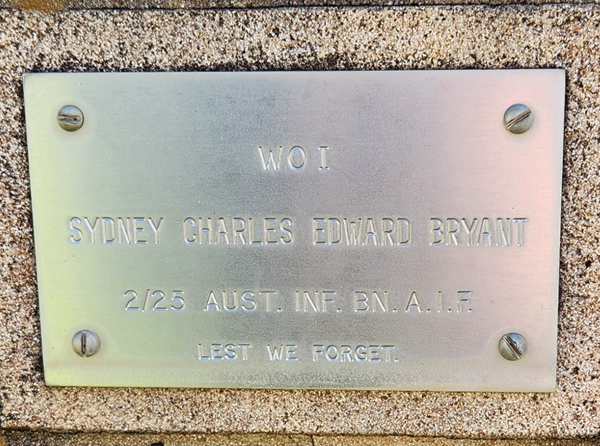 WO I
SYDNEY CHARLES EDWARD BRYANT
2/25 AUST. INF. BN. A.I.F.
LEST WE FORGET.